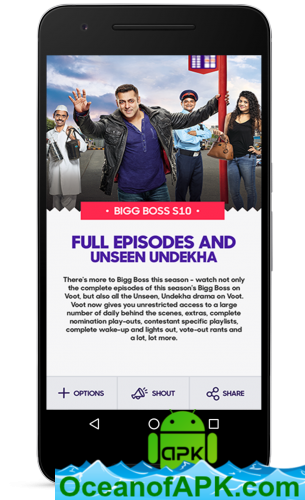 • BIGG BOSS S10 •
FULL EPISODES AND
UNSEEN UNDEKHA
There's more to Bigg Boss this season - watch not only
the complete episodes of this season's Bigg Boss on
Voot, but also all the Unseen, Undekha drama on Voot.
Voot now gives you unrestricted access to a large
number of daily behind the scenes, extras, complete
nomination play-outs, contestant specific playlists,
complete wake-up and lights out, vote-out rants and
a lot, lot more.
+ OPTIONS SHOUT SHARE
apk
OceanofAPK.com